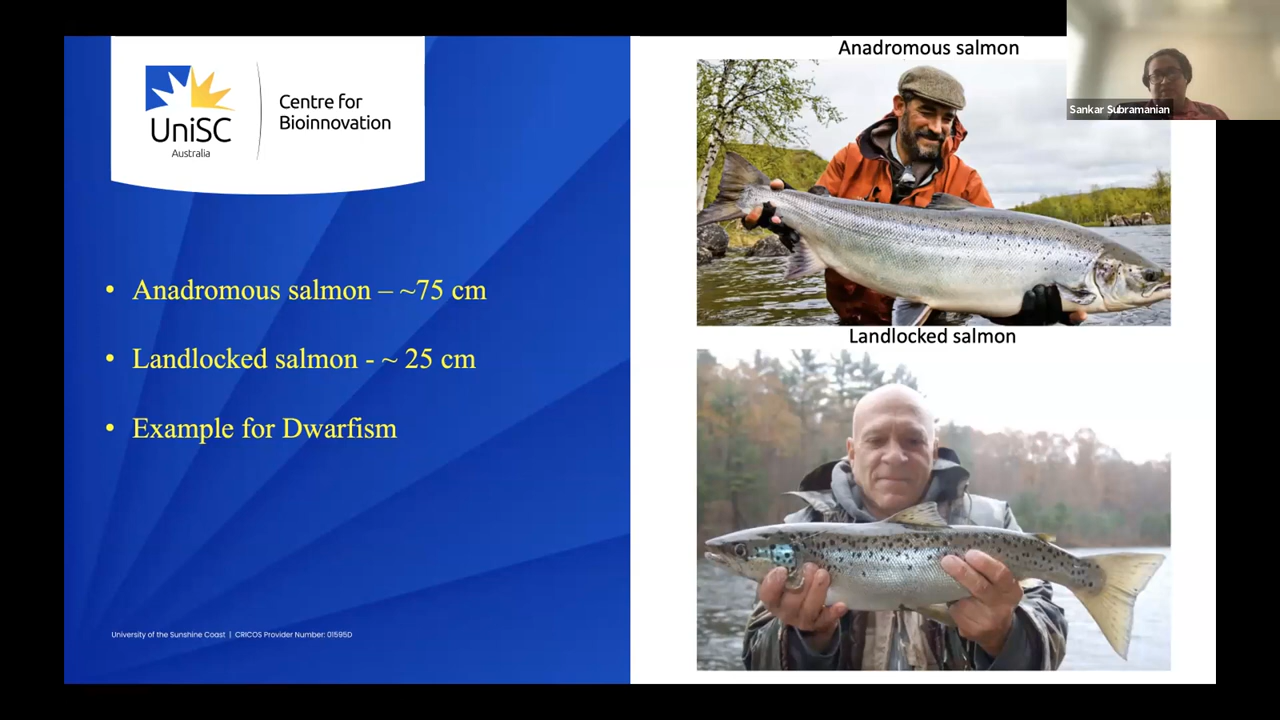 UniSC
Australia
Centre for
Bioinnovation
• Anadromous salmon – ~75 cm
• Landlocked salmon - ~ 25 cm
• Example for Dwarfism
University of the Sunshine Coast | CRICOS Provider Number: 01595D
Anadromous salmon
Landlocked salmon
Sankar Subramanian